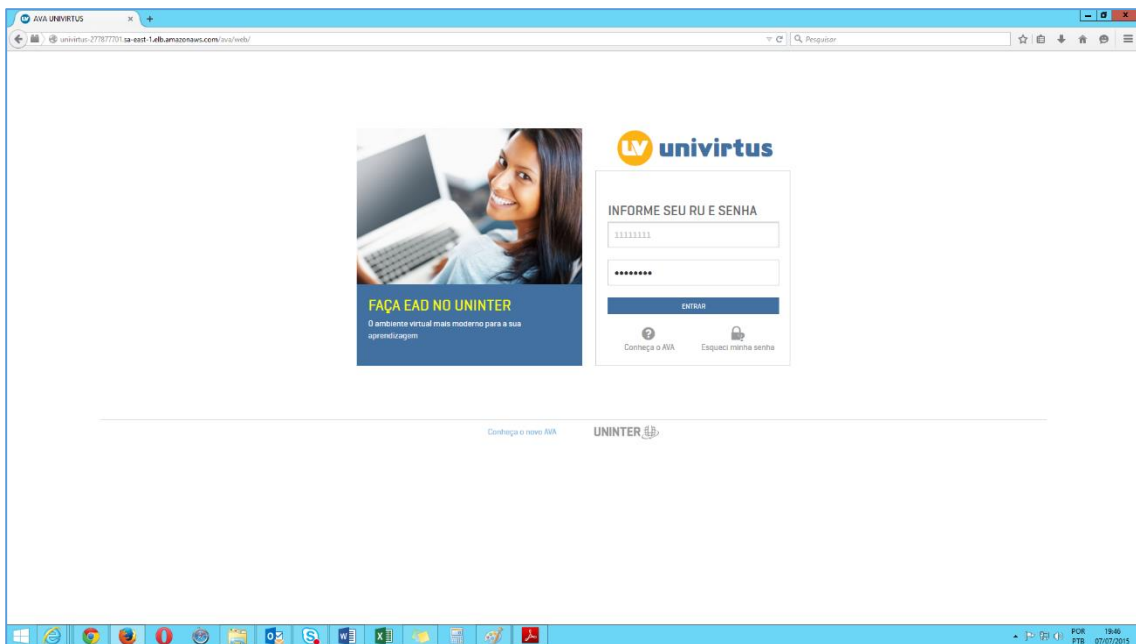 AVA UNIVIRTUS
univirtus-277877701.sa-east-1.elb.amazonaws.com/ava/web/
Pesquisar
univirtus
INFORME SEU RU E SENHA
11111111
ENTRAR
Conheça o AVA
Esqueci minha senha
FAÇA EAD NO UNINTER
O ambiente virtual mais moderno para a sua
aprendizagem
Conheça o novo AVA
UNINTER
POR 19:46
PTB 07/07/2015